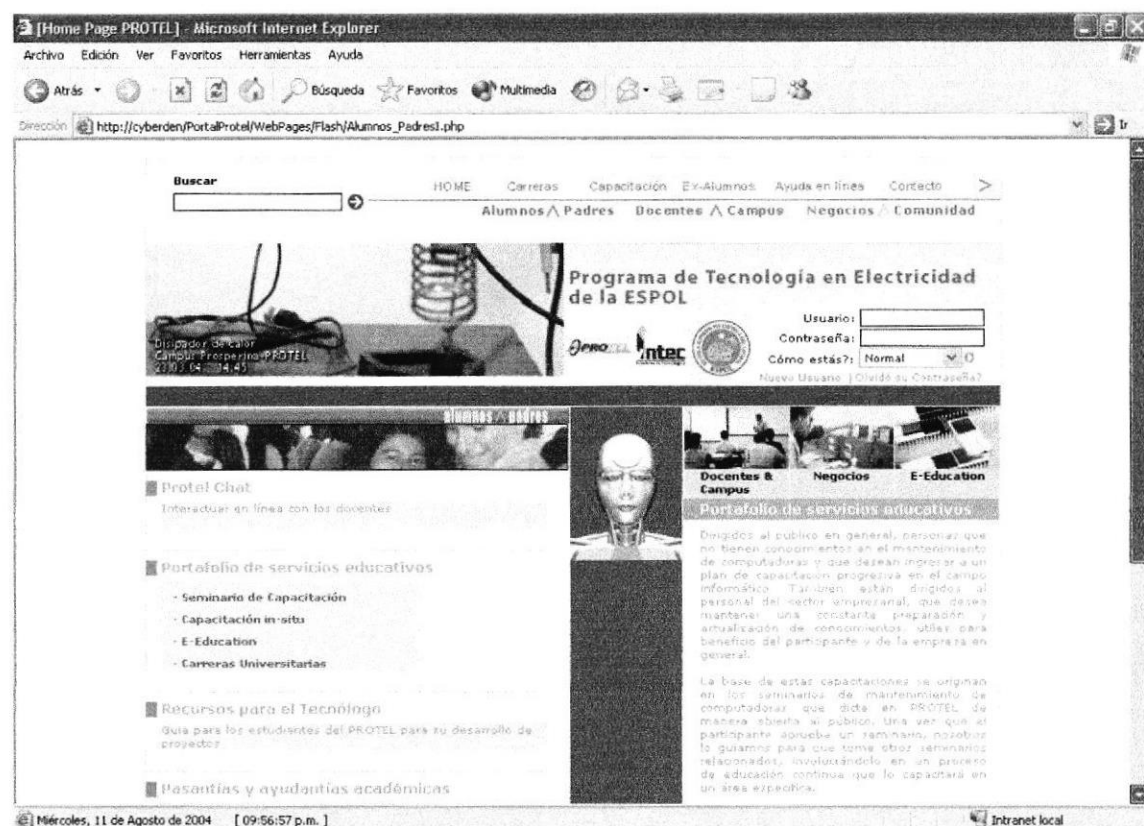 [Home Page PROTEL] - Microsoft Internet Explorer
Archivo Edición Ver Favoritos Herramientas Ayuda
Atrás Búsqueda Favoritos Multimedia
Dirección http://cyberden/PortalProtel/WebPages/Flash/Alumnos_Padres1.php Ir
Buscar
HOME Carreras Capacitación Ex-Alumnos Ayuda en línea Contacto >
Alumnos Padres Docentes Campus Negocios Comunidad
Programa de Tecnología en Electricidad
de la ESPOL
Disipador de calor
Campus Prosperina-PROTEL
23.03.04 14:45
PROTEL intec ESPOL
Usuario:
Contraseña:
Cómo estás?: Normal
Nuevo Usuario | Olvidó su Contraseña?
alumnos padres
Protel Chat
Interactuar en línea con los docentes
Portafolio de servicios educativos
- Seminario de Capacitación
- Capacitación in-situ
- E-Education
- Carreras Universitarias
Recursos para el Tecnólogo
Guia para los estudiantes del PROTEL para su desarrollo de
proyectos
Pasantías y ayudantías académicas
Docentes &
Campus
Negocios
E-Education
Portafolio de servicios educativos
Dirigidos al público en general, personas que
no tienen conocimientos en el mantenimiento
de computadoras y que desean ingresar a un
plan de capacitación progresiva en el campo
informático. También están dirigidos al
personal del sector empresarial, que desea
mantener una constante preparación y
actualización de conocimientos, utiles para
beneficio del participante y de la empreza en
general.
La base de estas capacitaciones se originan
en los seminarios de mantenimiento de
computadoras que dicta en PROTEL de
manera abierta al público. Una vez que el
participante aprueba un seminario, nosotros
lo guiamos para que tome otros seminarios
relacionados, involucrándolo en un proceso
de educación continua que lo capacitará en
un área específica.
Miércoles, 11 de Agosto de 2004 [ 09:56:57 p.m. ] Intranet local